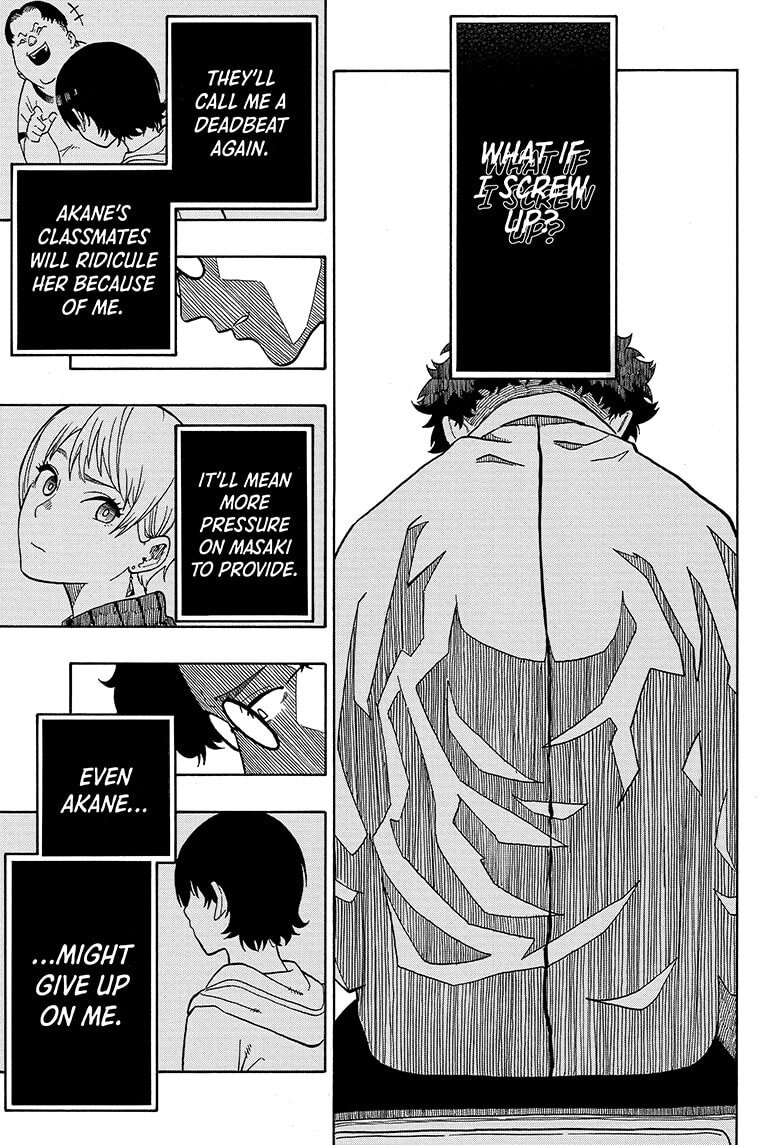 WHAT IF
I SCREW
UP?
THEY'LL
CALL ME A
DEADBEAT
AGAIN.
AKANE'S
CLASSMATES
WILL RIDICULE
HER BECAUSE
OF ME.
IT'LL MEAN
MORE
PRESSURE
ON MASAKI
TO PROVIDE.
EVEN
AKANE...
...MIGHT
GIVE UP
ON ME.